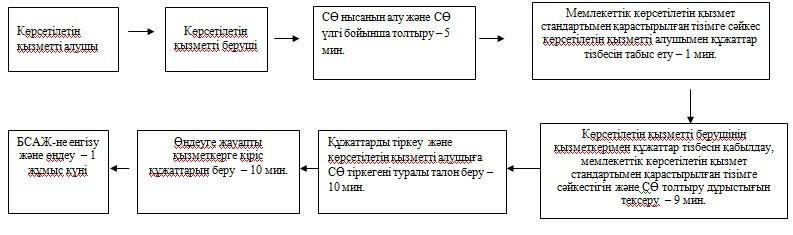 Көрсетілетін
қызметті алушы
Көрсетілетін
қызметті беруші
СӨ нысанын алу және СӨ
үлгі бойынша толтыру – 5
мин.
Мемлекеттік көрсетілетін қызмет
стандартымен қарастырылған тізімге сәйкес
көрсетілетін қызметті алушымен құжаттар
тізбесін табыс ету – 1 мин.
Көрсетілетін қызметті берушінің
қызметкерімен құжаттар тізбесін қабылдау,
мемлекеттік көрсетілетін қызмет
стандартымен қарастырылған тізімге
сәйкестігін және СӨ толтыру дұрыстығын
тексеру – 9 мин.
Құжаттарды тіркеу және
көрсетілетін қызметті алушыға
СӨ тіркегені туралы талон беру –
10 мин.
Өңдеуге жауапты
қызметкерге кіріс
құжаттарын беру – 10 мин.
БСАЖ-не енгізу
және өңдеу – 1
жұмыс күні